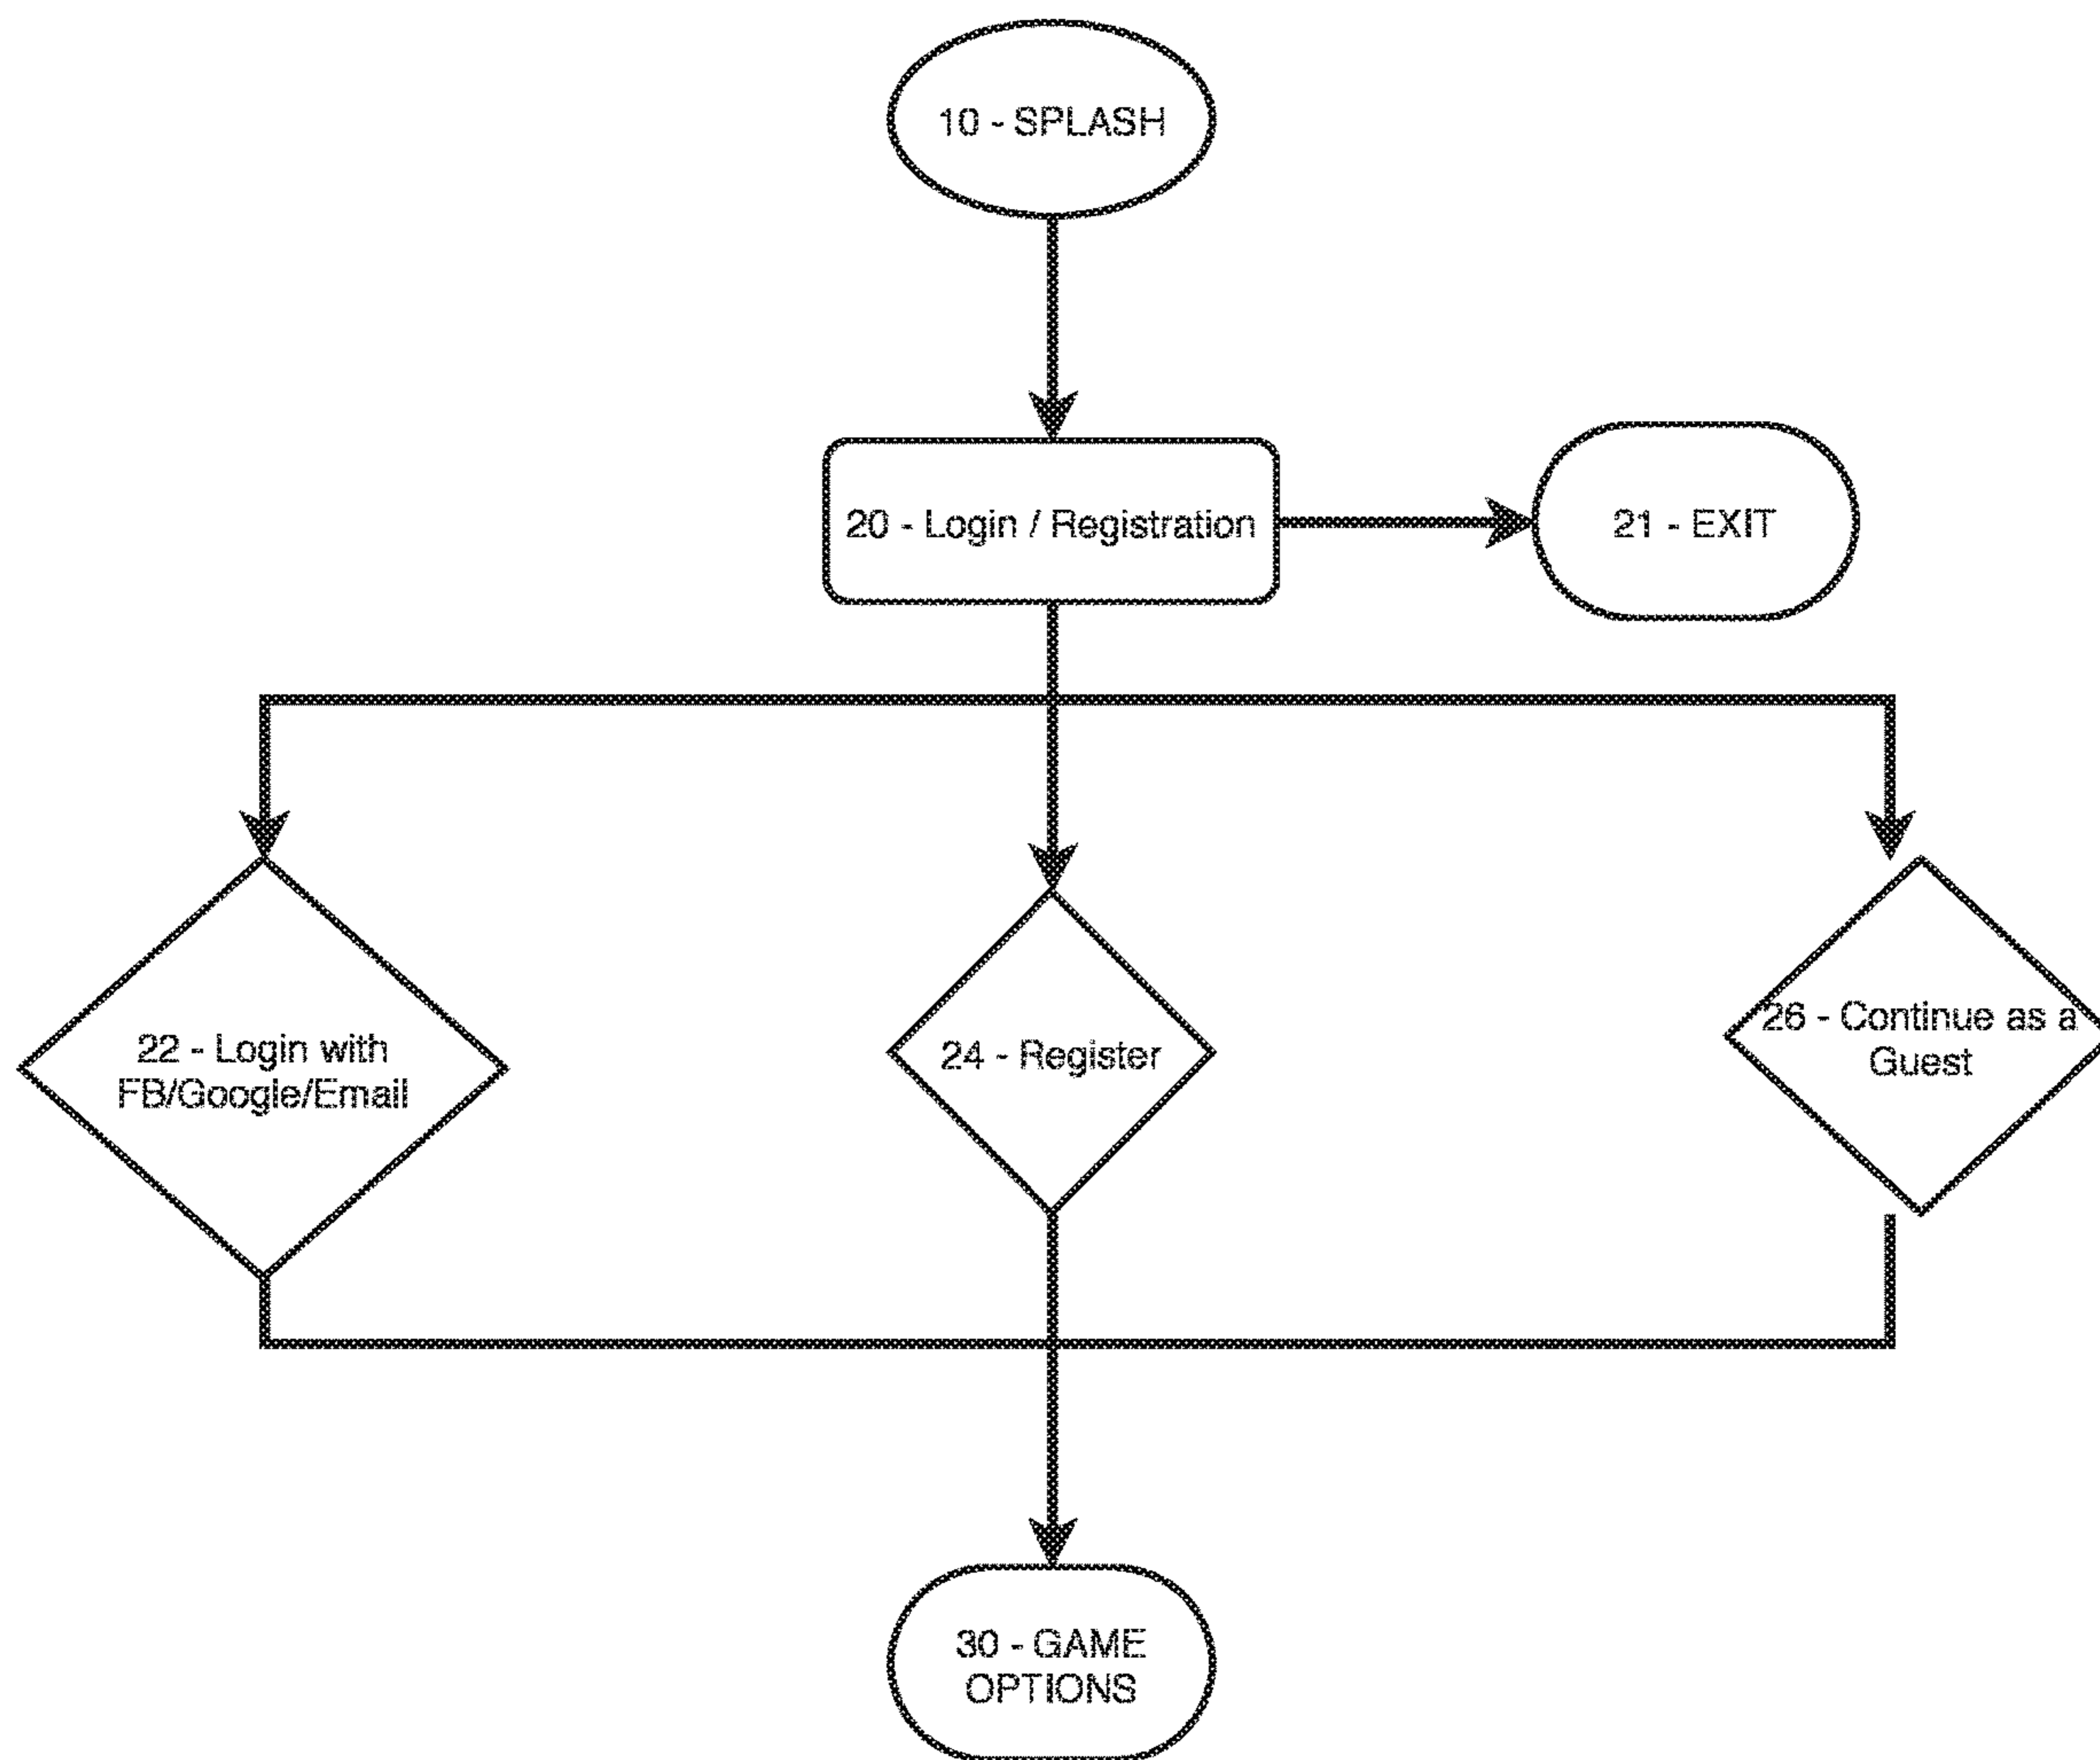 10 - SPLASH
20 - Login / Registration
21 - EXIT
22 - Login with
FB/Google/Email
24 - Register
26 - Continue as a
Guest
30 - GAME
OPTIONS